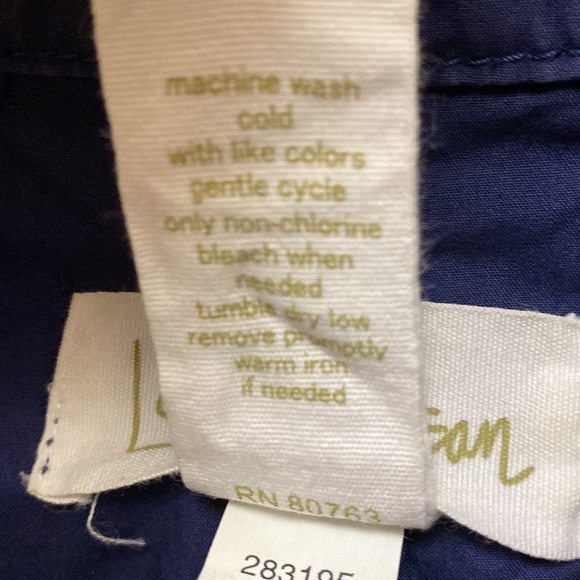 machine wash
cold
with like colors
gentle cycle
only non-chlorine
bleach when
needed
tumble dry low
remove promptly
warm iron
if needed
RN 80763
283195